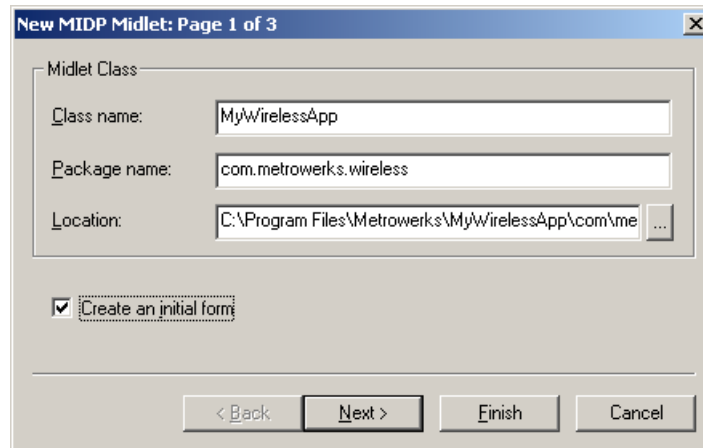 New MIDP Midlet: Page 1 of 3
Midlet Class
Class name: MyWirelessApp
Package name: com.metrowerks.wireless
Location: C:\Program Files\Metrowerks\MyWirelessApp\com\me ...
Create an initial form
< Back Next > Finish Cancel